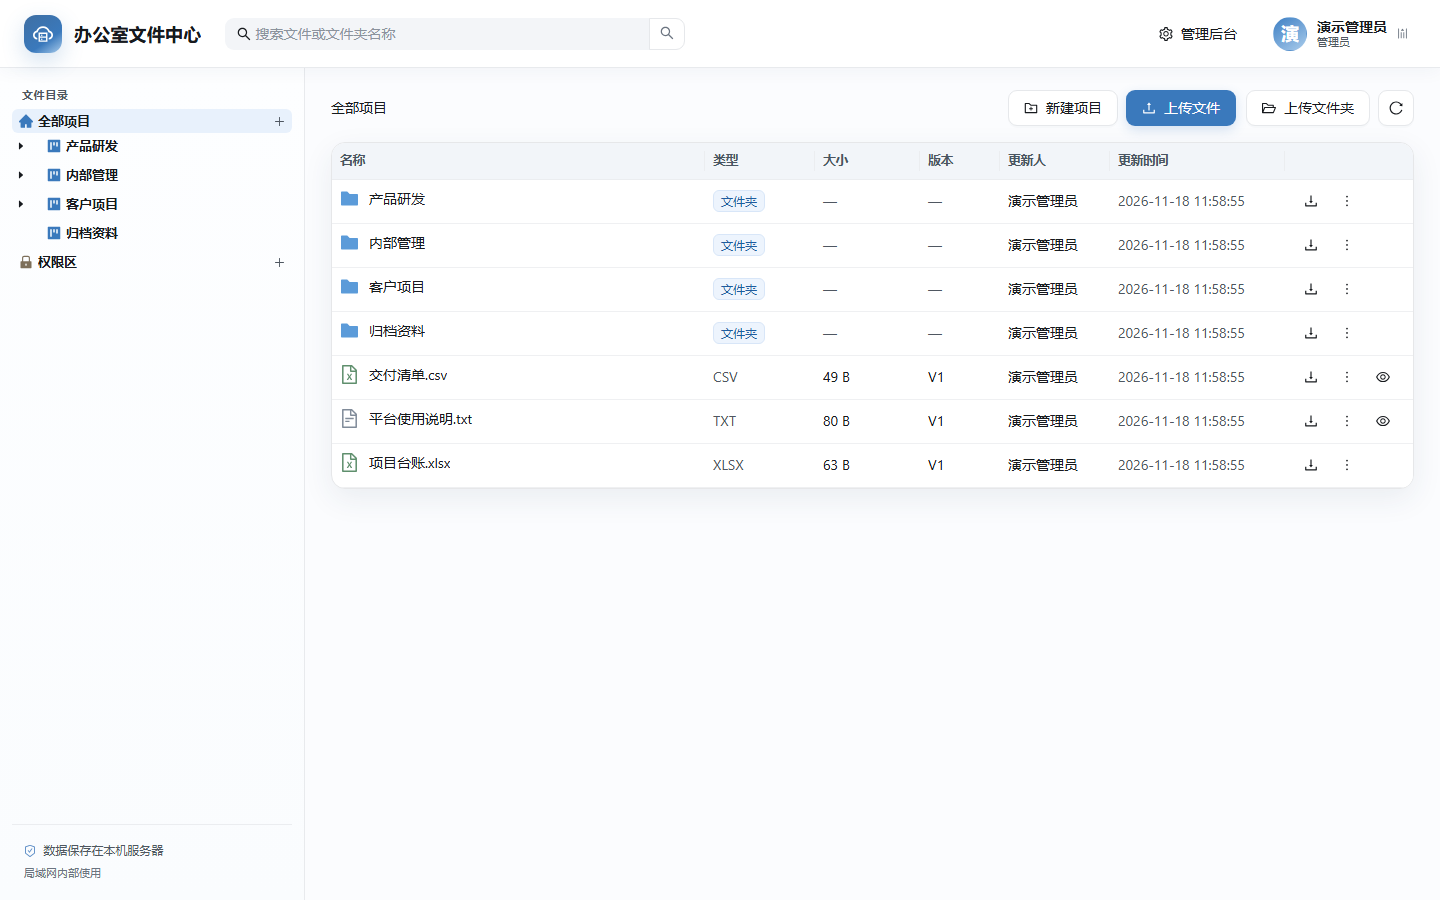 办公室文件中心
搜索文件或文件夹名称
管理后台
演
演示管理员
管理员
文件目录
全部项目
产品研发
内部管理
客户项目
归档资料
权限区
数据保存在本机服务器
局域网内部使用
全部项目
新建项目
上传文件
上传文件夹
名称 类型 大小 版本 更新人 更新时间
产品研发 文件夹 — — 演示管理员 2026-11-18 11:58:55
内部管理 文件夹 — — 演示管理员 2026-11-18 11:58:55
客户项目 文件夹 — — 演示管理员 2026-11-18 11:58:55
归档资料 文件夹 — — 演示管理员 2026-11-18 11:58:55
交付清单.csv CSV 49 B V1 演示管理员 2026-11-18 11:58:55
平台使用说明.txt TXT 80 B V1 演示管理员 2026-11-18 11:58:55
项目台账.xlsx XLSX 63 B V1 演示管理员 2026-11-18 11:58:55